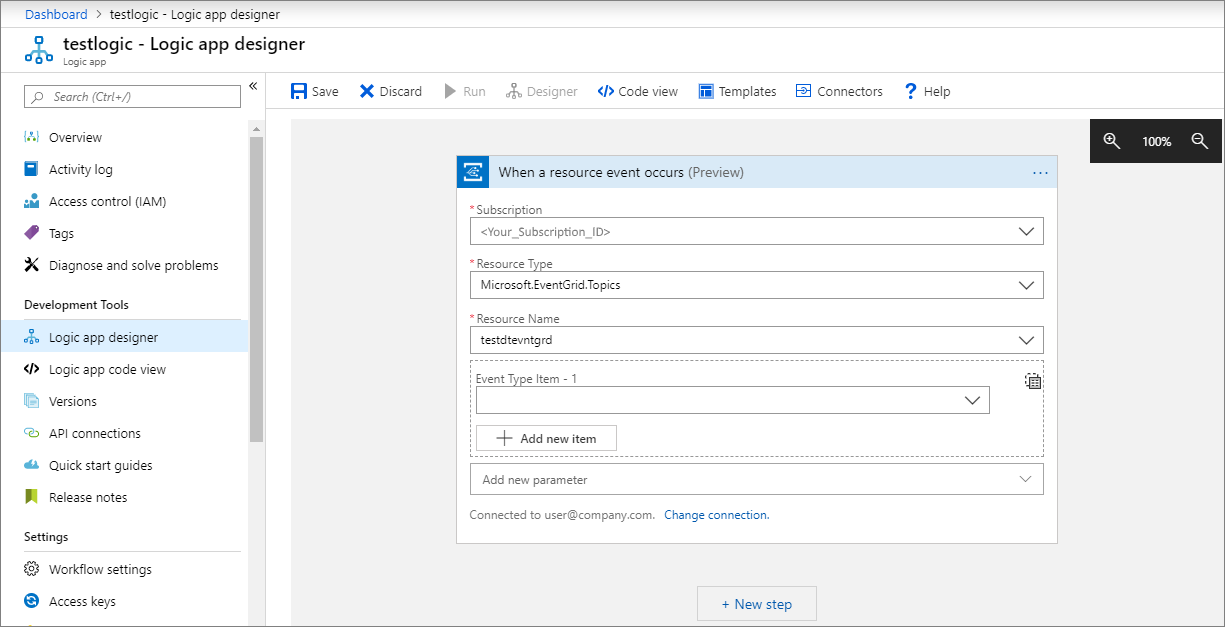 Dashboard > testlogic - Logic app designer
testlogic - Logic app designer
Logic app
Search (Ctrl+/)
«
Overview
Activity log
Access control (IAM)
Tags
Diagnose and solve problems
Development Tools
Logic app designer
Logic app code view
Versions
API connections
Quick start guides
Release notes
Settings
Workflow settings
Access keys
Save Discard Run Designer Code view Templates Connectors Help
100%
When a resource event occurs (Preview) ...
* Subscription
<Your_Subscription_ID>
* Resource Type
Microsoft.EventGrid.Topics
* Resource Name
testdtevntgrd
Event Type Item - 1
Add new item
Add new parameter
Connected to user@company.com. Change connection.
+ New step